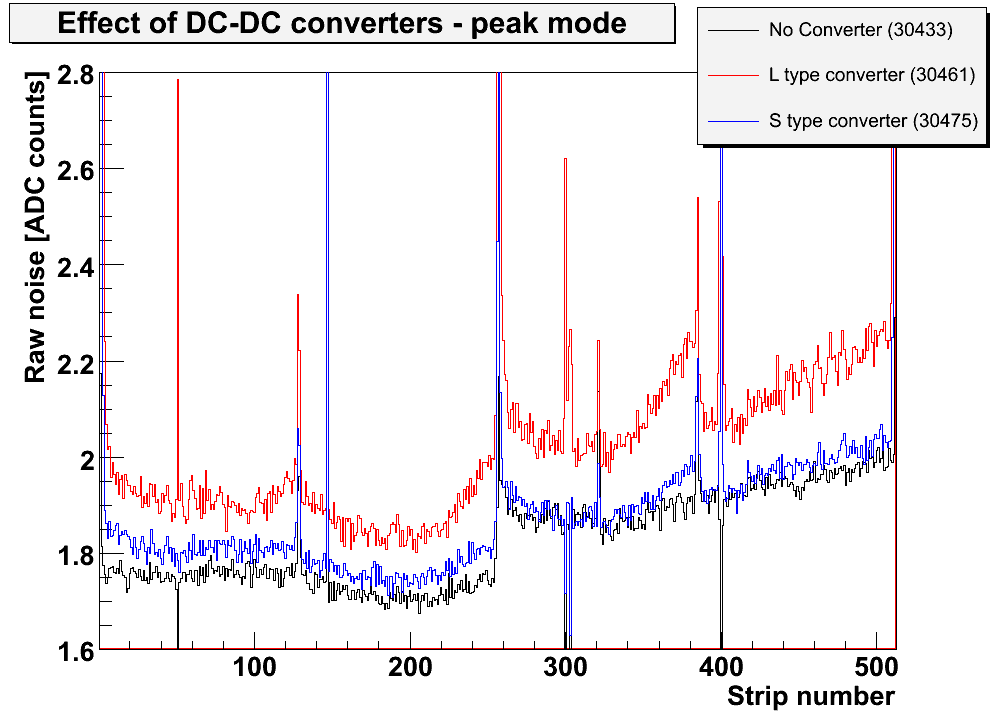 Effect of DC-DC converters - peak mode
No Converter (30433)
L type converter (30461)
S type converter (30475)
Raw noise [ADC counts]
2.8
2.6
2.4
2.2
2
1.8
1.6
100 200 300 400 500
Strip number